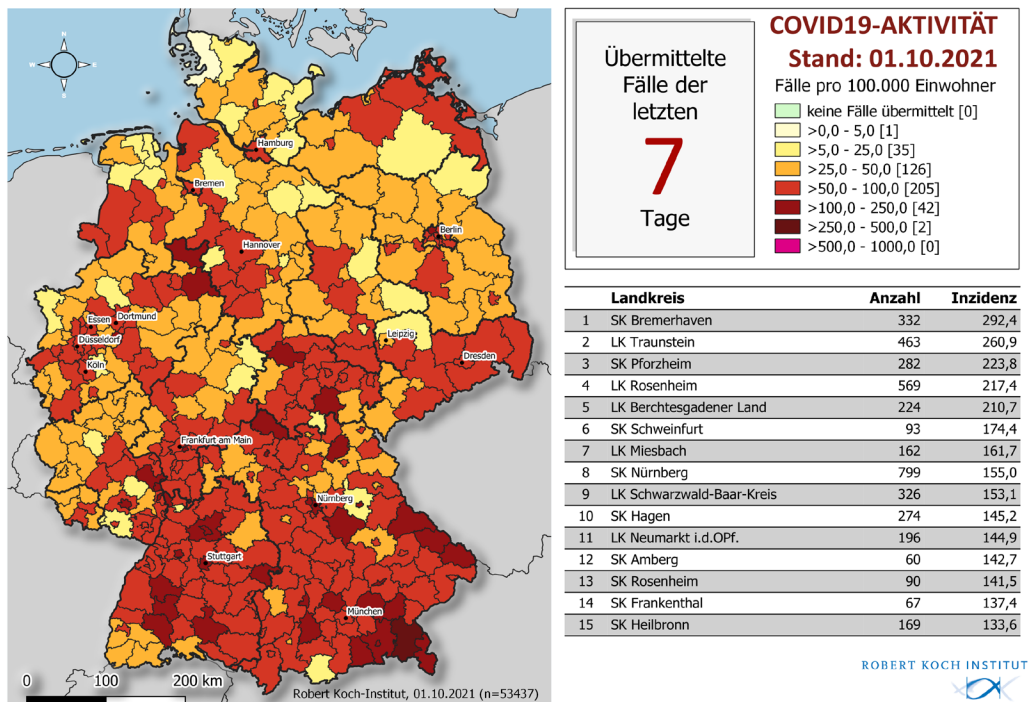 N
W
E
S
Hamburg
Bremen
Berlin
Hannover
Essen
Dortmund
Düsseldorf
Leipzig
Köln
Dresden
Frankfurt am Main
Nürnberg
Stuttgart
München
0 100 200 km
Robert Koch-Institut, 01.10.2021 (n=53437)
Übermittelte
Fälle der
letzten
7
Tage
COVID19-AKTIVITÄT
Stand: 01.10.2021
Fälle pro 100.000 Einwohner
keine Fälle übermittelt [0]
>0,0 - 5,0 [1]
>5,0 - 25,0 [35]
>25,0 - 50,0 [126]
>50,0 - 100,0 [205]
>100,0 - 250,0 [42]
>250,0 - 500,0 [2]
>500,0 - 1000,0 [0]
Landkreis Anzahl Inzidenz
1 SK Bremerhaven 332 292,4
2 LK Traunstein 463 260,9
3 SK Pforzheim 282 223,8
4 LK Rosenheim 569 217,4
5 LK Berchtesgadener Land 224 210,7
6 SK Schweinfurt 93 174,4
7 LK Miesbach 162 161,7
8 SK Nürnberg 799 155,0
9 LK Schwarzwald-Baar-Kreis 326 153,1
10 SK Hagen 274 145,2
11 LK Neumarkt i.d.OPf. 196 144,9
12 SK Amberg 60 142,7
13 SK Rosenheim 90 141,5
14 SK Frankenthal 67 137,4
15 SK Heilbronn 169 133,6
ROBERT KOCH INSTITUT